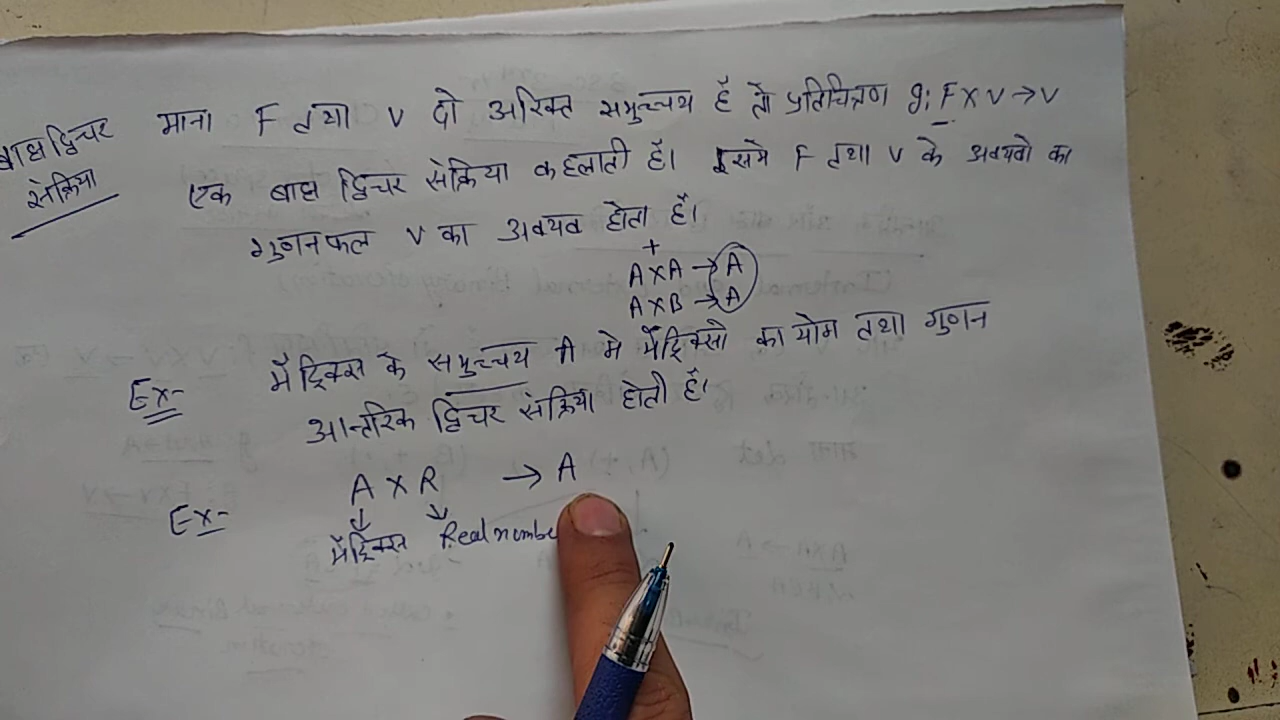 माना F तथा V दो अरिक्त समुच्चय हैं तो प्रतिचित्रण g: F×V→V
बाह्य द्विचर संक्रिया
एक बाह्य द्विचर संक्रिया कहलाती है। इसमे F तथा V के अवयवो का
गुणनफल V का अवयव होता है।
+
A×A → A
A×B → A
Ex- मैट्रिक्स के समुच्चय A मे मैट्रिक्सो का योग तथा गुणन
आन्तरिक द्विचर संक्रिया होती है।
Ex- A × R → A
मैट्रिक्स Real numbe